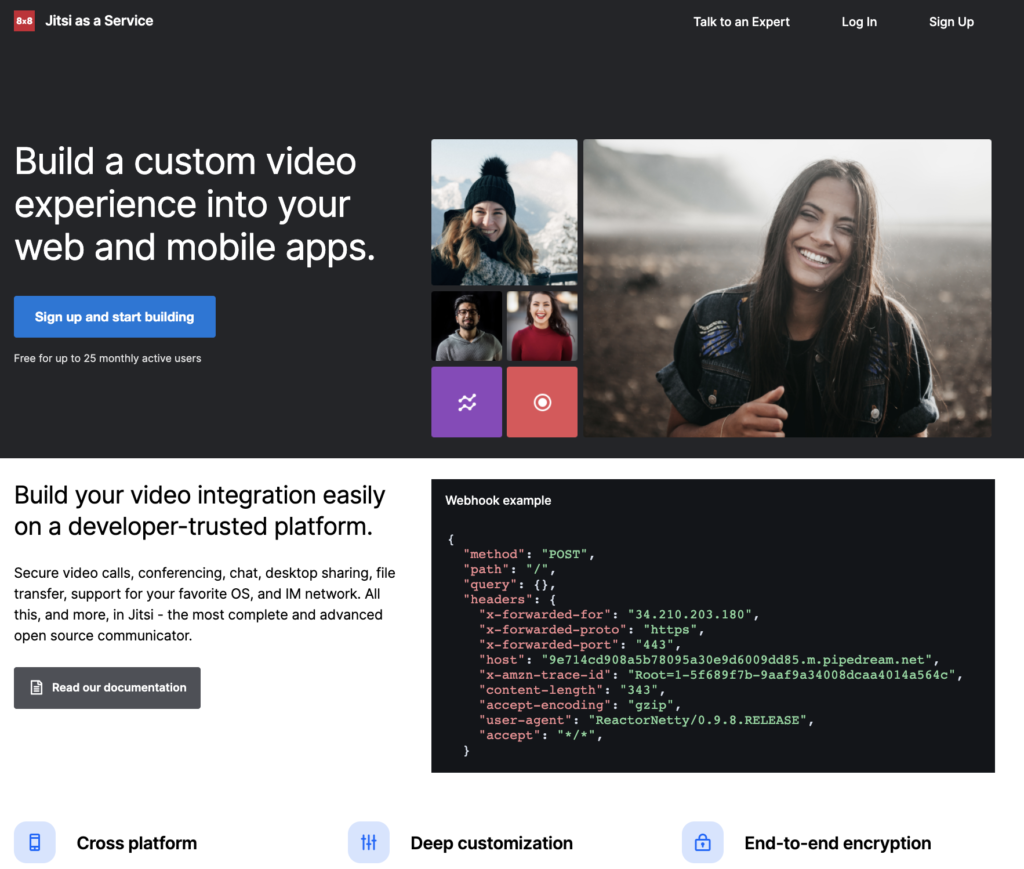 8x8 Jitsi as a Service
Talk to an Expert
Log In
Sign Up
Build a custom video
experience into your
web and mobile apps.
Sign up and start building
Free for up to 25 monthly active users
Build your video integration easily
on a developer-trusted platform.
Secure video calls, conferencing, chat, desktop sharing, file
transfer, support for your favorite OS, and IM network. All
this, and more, in Jitsi - the most complete and advanced
open source communicator.
Read our documentation
Webhook example
{
"method": "POST",
"path": "/",
"query": {},
"headers": {
"x-forwarded-for": "34.210.203.180",
"x-forwarded-proto": "https",
"x-forwarded-port": "443",
"host": "9e714cd908a5b78095a30e9d6009dd85.m.pipedream.net",
"x-amzn-trace-id": "Root=1-5f689f7b-9aaf9a34008dcaa4014a564c",
"content-length": "343",
"accept-encoding": "gzip",
"user-agent": "ReactorNetty/0.9.8.RELEASE",
"accept": "*/*",
}
Cross platform
Deep customization
End-to-end encryption